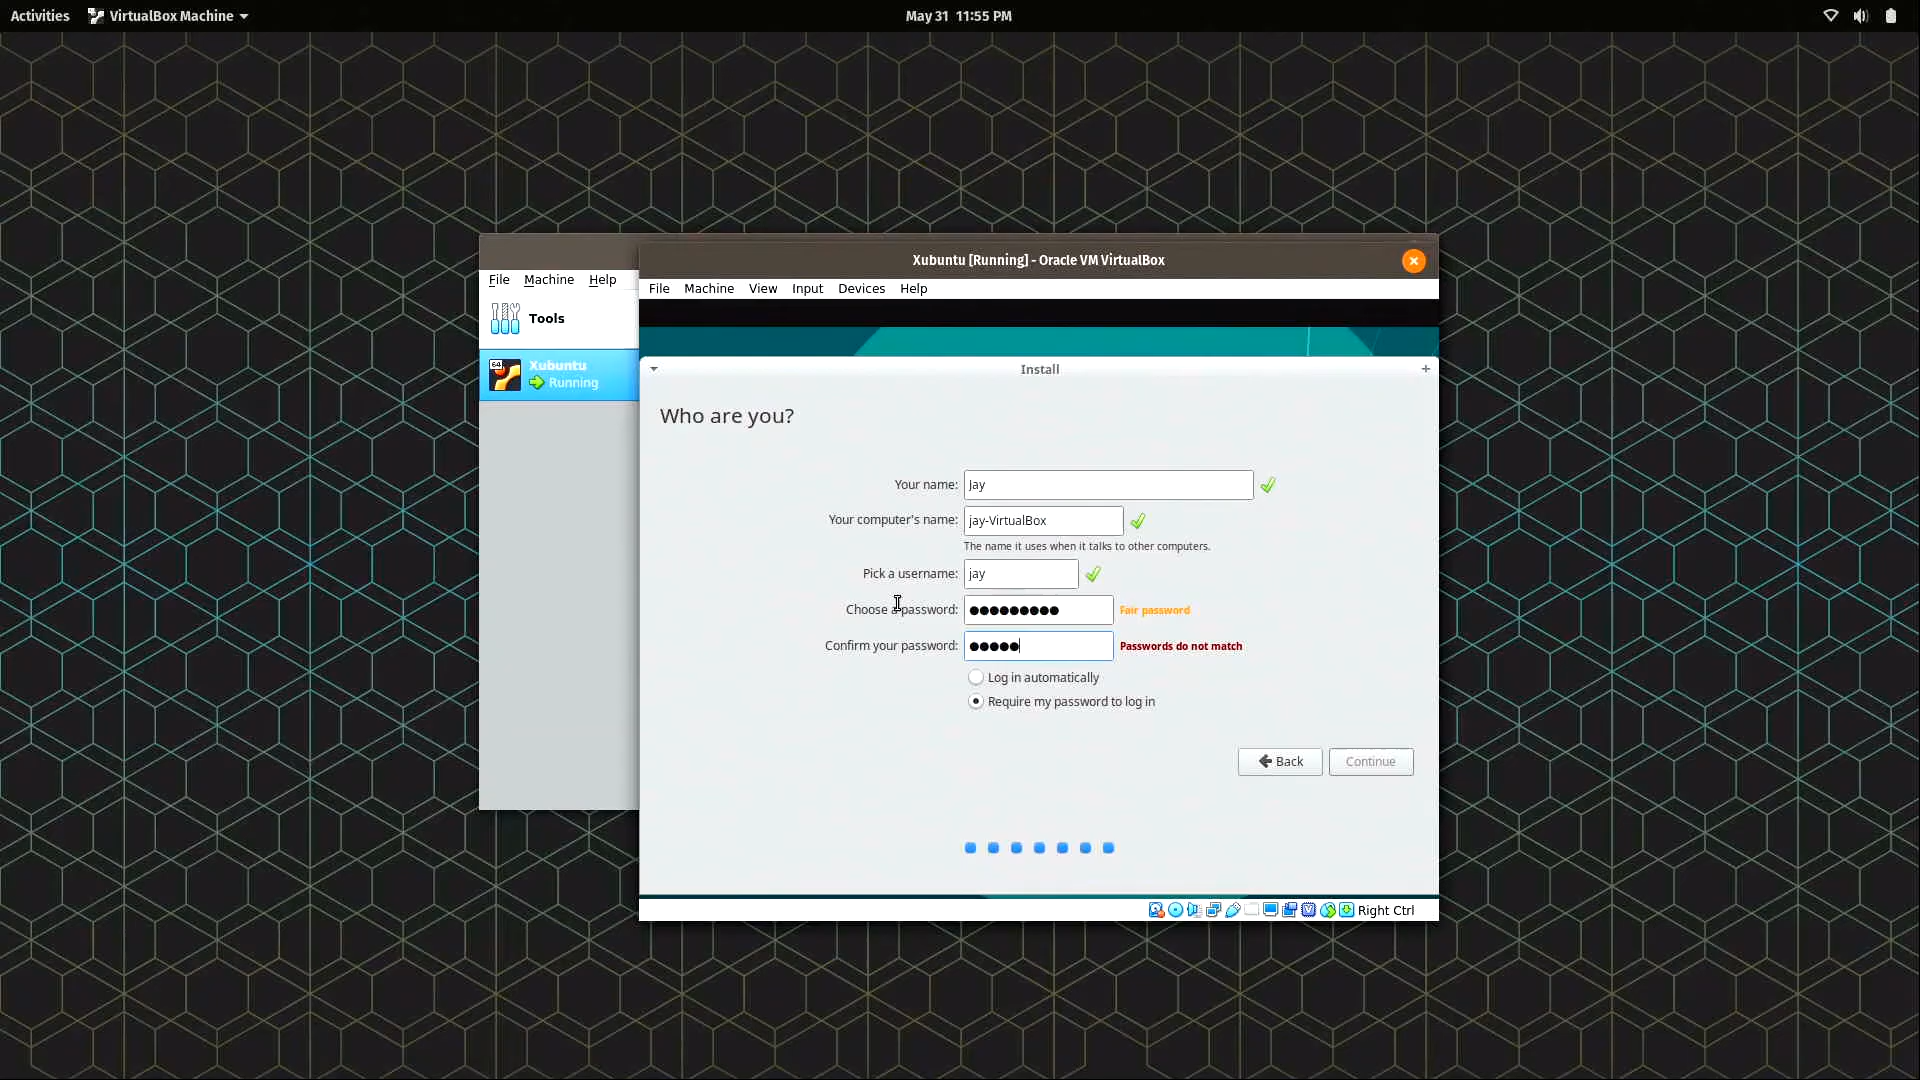 Activities
VirtualBox Machine
May 31 11:55 PM
File Machine Help
Tools
64
Xubuntu
Running
Xubuntu [Running] - Oracle VM VirtualBox
File Machine View Input Devices Help
Install
Who are you?
Your name: Jay
Your computer's name: jay-VirtualBox
The name it uses when it talks to other computers.
Pick a username: jay
Choose a password: ●●●●●●●●● Fair password
Confirm your password: ●●●●● Passwords do not match
Log in automatically
Require my password to log in
Back Continue
Right Ctrl